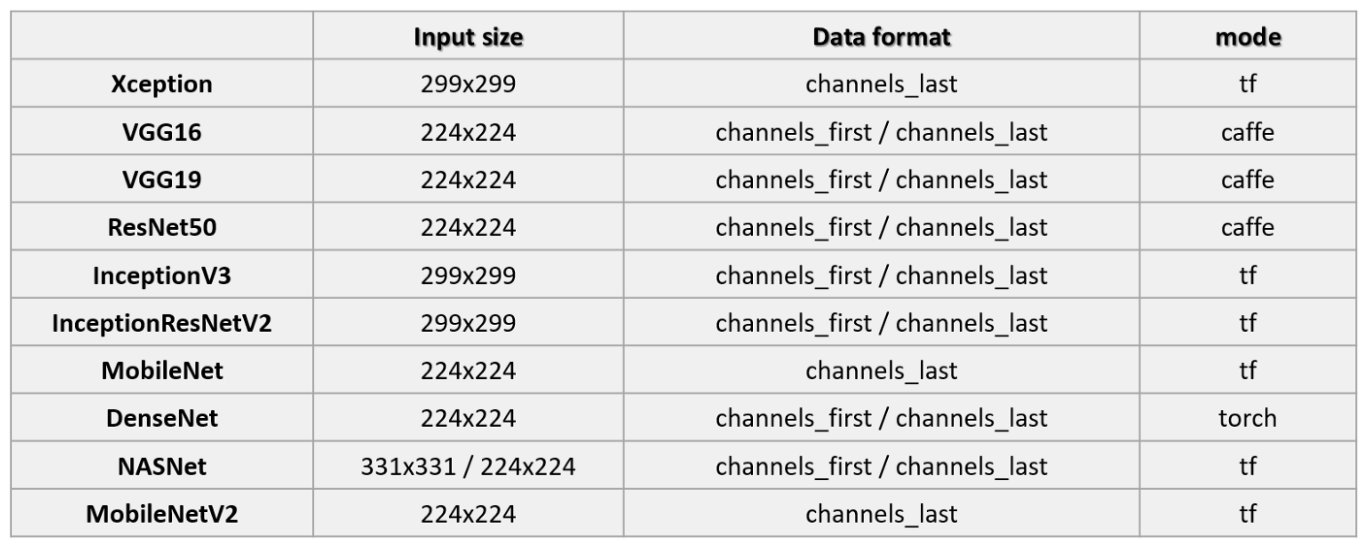 Input size Data format mode
Xception 299x299 channels_last tf
VGG16 224x224 channels_first / channels_last caffe
VGG19 224x224 channels_first / channels_last caffe
ResNet50 224x224 channels_first / channels_last caffe
InceptionV3 299x299 channels_first / channels_last tf
InceptionResNetV2 299x299 channels_first / channels_last tf
MobileNet 224x224 channels_last tf
DenseNet 224x224 channels_first / channels_last torch
NASNet 331x331 / 224x224 channels_first / channels_last tf
MobileNetV2 224x224 channels_last tf